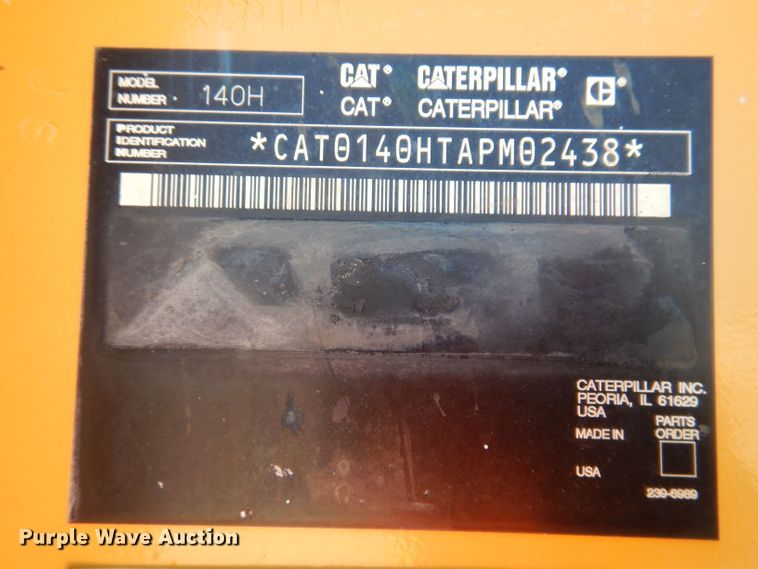 MODEL
NUMBER 140H
CAT® CATERPILLAR®
CAT® CATERPILLAR®
PRODUCT
IDENTIFICATION
NUMBER
*CAT0140HTAPM02438*
CATERPILLAR INC.
PEORIA, IL 61629
USA
PARTS
MADE IN ORDER
USA
239-6989
Purple Wave Auction